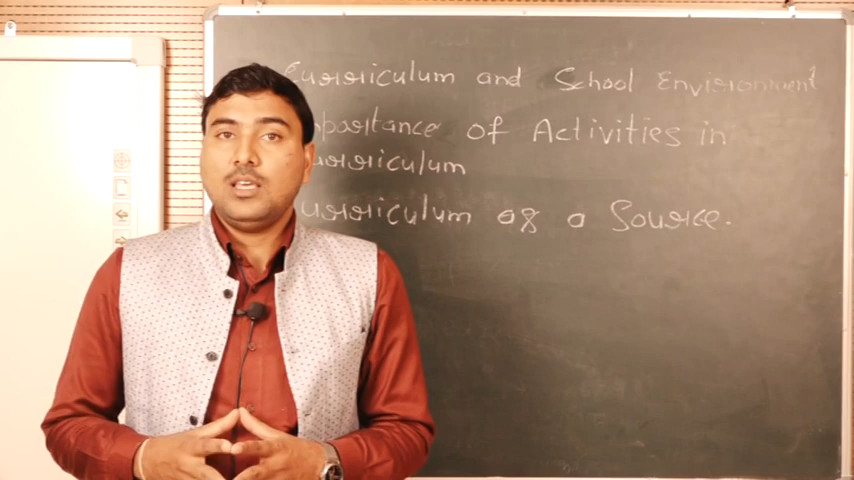 Curriculum and School Environment
mportance of Activities in
urriculum
urriculum as a Source.